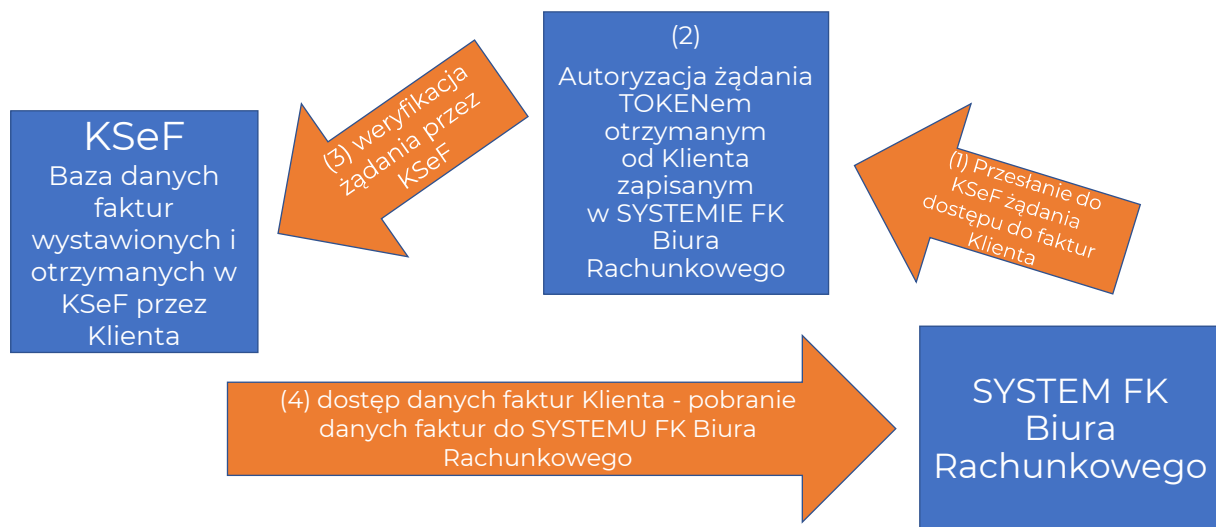 KSeF
Baza danych
faktur
wystawionych i
otrzymanych w
KSeF przez
Klienta
(3) weryfikacja
żądania przez
KSeF
(2)
Autoryzacja żądania
TOKENem
otrzymanym
od Klienta
zapisanym
w SYSTEMIE FK
Biura
Rachunkowego
(1) Przesłanie do
KSeF żądania
dostępu do faktur
Klienta
(4) dostęp danych faktur Klienta - pobranie
danych faktur do SYSTEMU FK Biura
Rachunkowego
SYSTEM FK
Biura
Rachunkowego